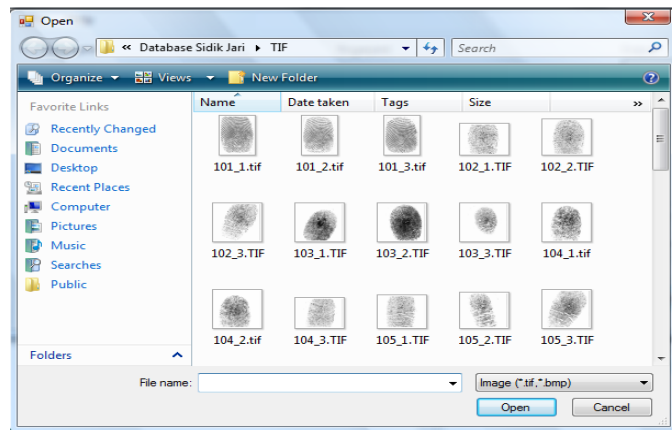 Open
« Database Sidik Jari ▸ TIF
Search
Organize Views New Folder
Favorite Links
Recently Changed
Documents
Desktop
Recent Places
Computer
Pictures
Music
Searches
Public
Folders
Name Date taken Tags Size »
101_1.tif 101_2.tif 101_3.tif 102_1.TIF 102_2.TIF
102_3.TIF 103_1.TIF 103_2.TIF 103_3.TIF 104_1.tif
104_2.tif 104_3.TIF 105_1.TIF 105_2.TIF 105_3.TIF
File name:
Image (*.tif,*.bmp)
Open Cancel